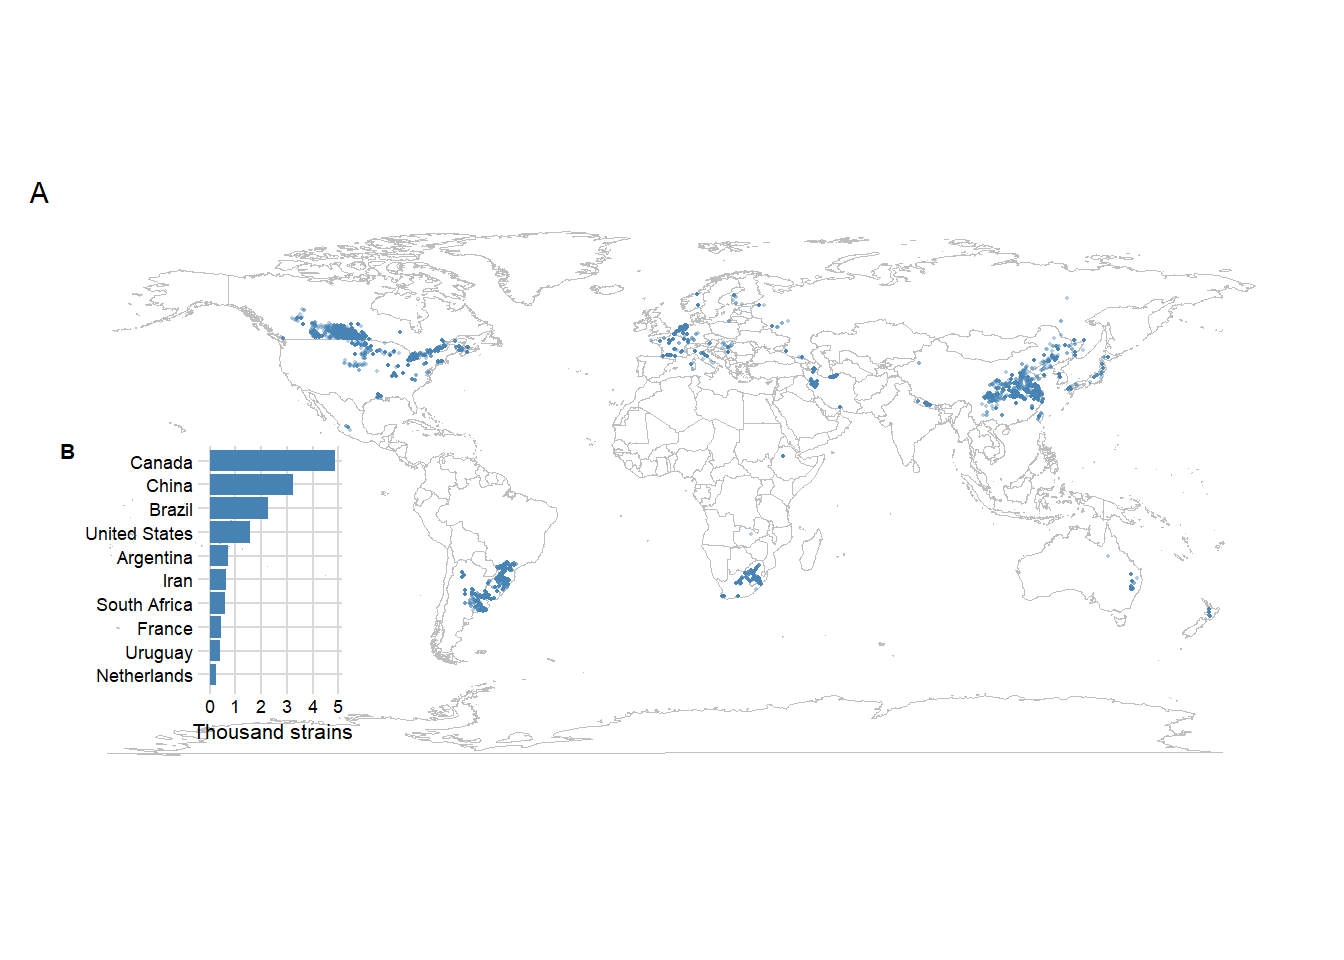 A
B
Canada
China
Brazil
United States
Argentina
Iran
South Africa
France
Uruguay
Netherlands
0 1 2 3 4 5
Thousand strains